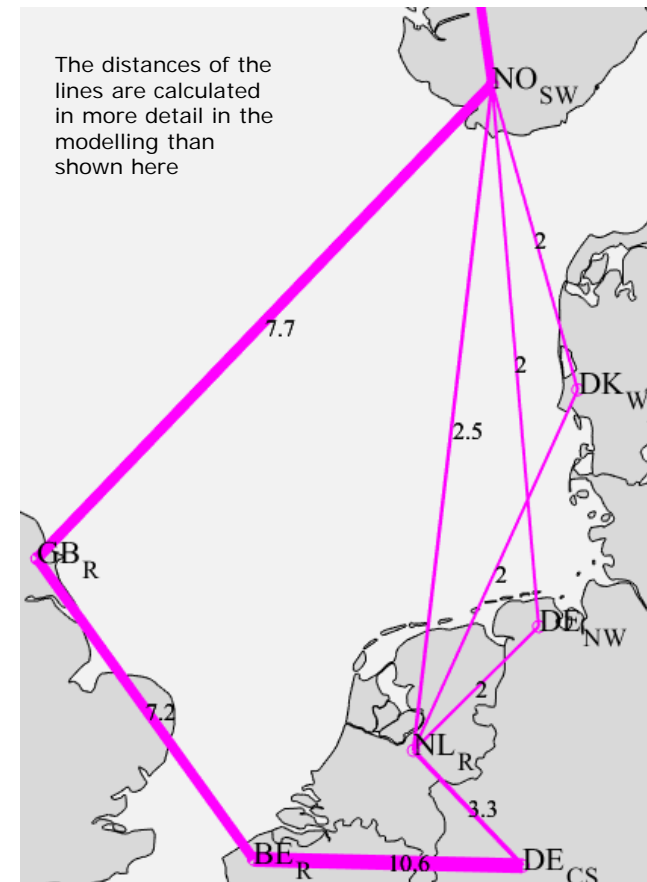 The distances of the
lines are calculated
in more detail in the
modelling than
shown here
NO SW
2
7.7
2
DK W
2.5
GB R
2
DE NW
2
7.2
NL R
3.3
BE R
10.6
DE CS